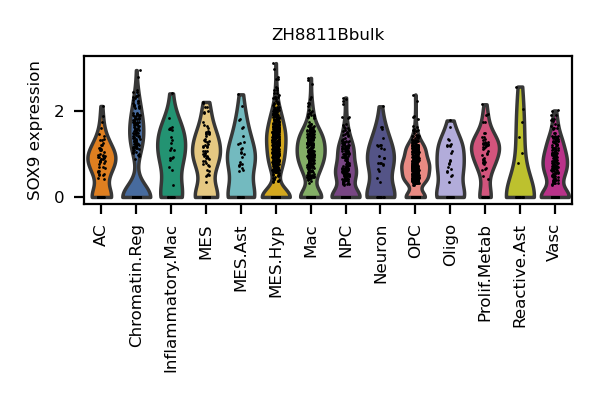 ZH8811Bbulk
SOX9 expression
2
0
AC
Chromatin.Reg
Inflammatory.Mac
MES
MES.Ast
MES.Hyp
Mac
NPC
Neuron
OPC
Oligo
Prolif.Metab
Reactive.Ast
Vasc